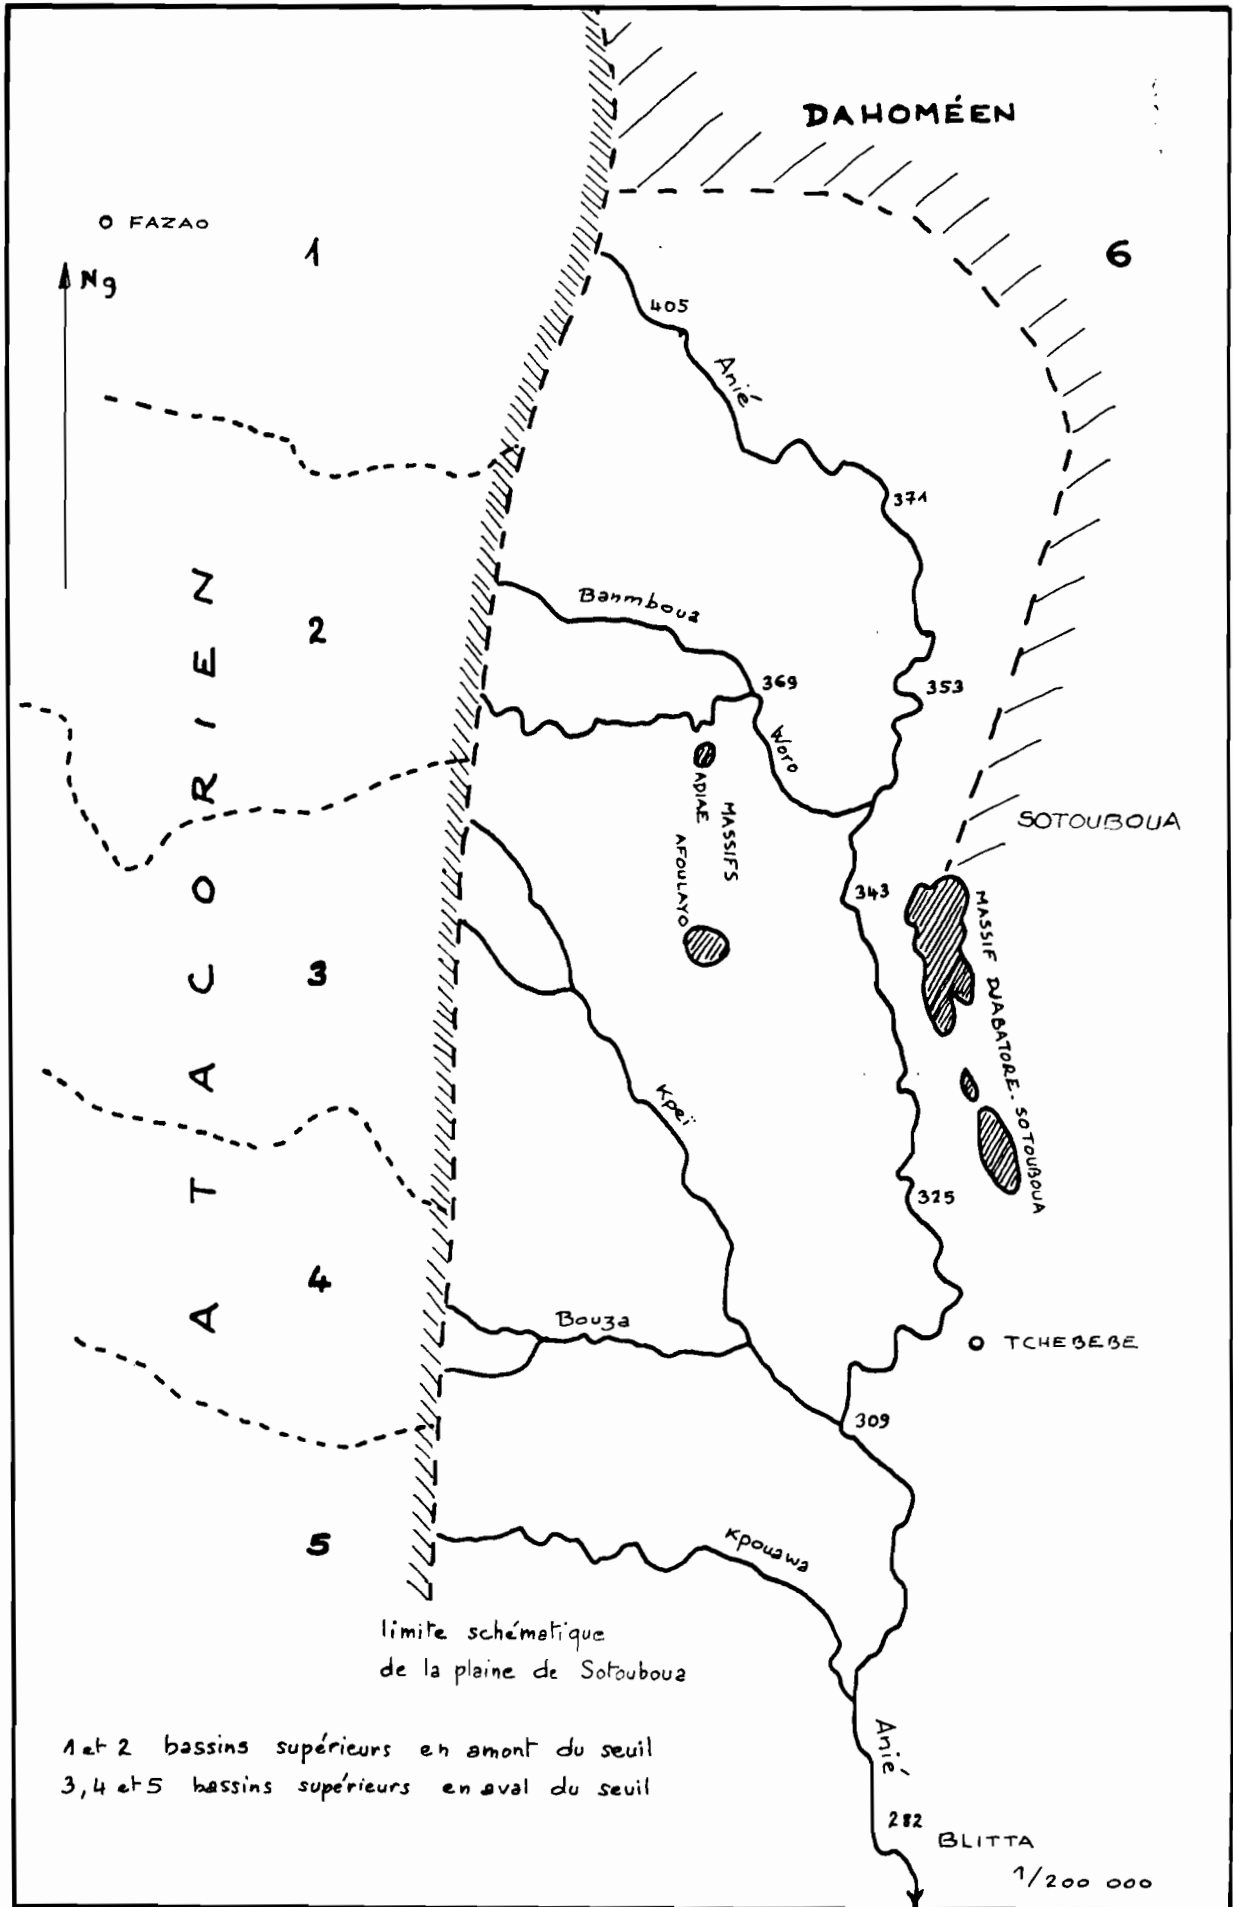 DAHOMÉEN
FAZAO
1
6
Ng
405
Anié
371
ATACORIEN
2
Banmboua
369
353
Woro
ADIAE
MASSIFS
AFOULAYO
SOTOUBOUA
343
MASSIF DJABATORE-SOTOUBOUA
3
Kpeï
325
4
Bouza
TCHEBEBE
309
5
Kpouawa
limite schématique
de la plaine de Sotouboua
Anié
1 et 2 bassins supérieurs en amont du seuil
3, 4 et 5 bassins supérieurs en aval du seuil
282
BLITTA
1/200 000